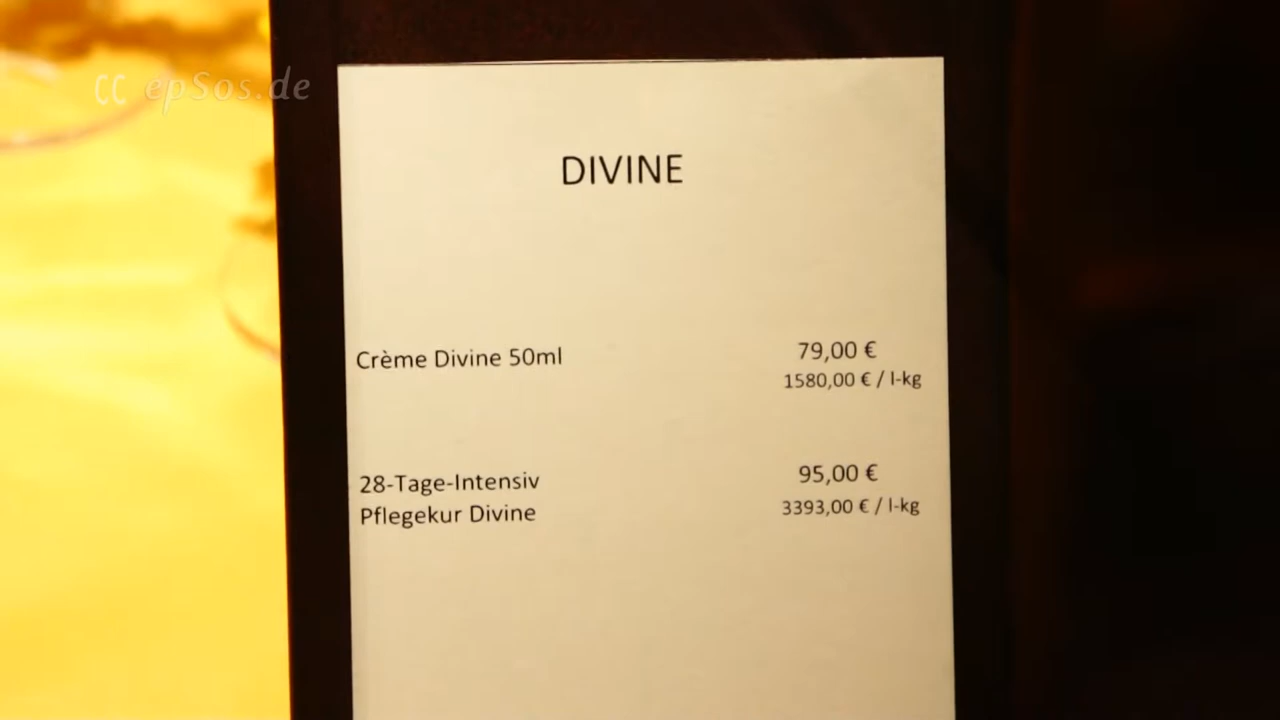 cc epSos.de
DIVINE
Crème Divine 50ml 79,00 €
1580,00 € / l-kg
28-Tage-Intensiv 95,00 €
Pflegekur Divine 3393,00 € / l-kg